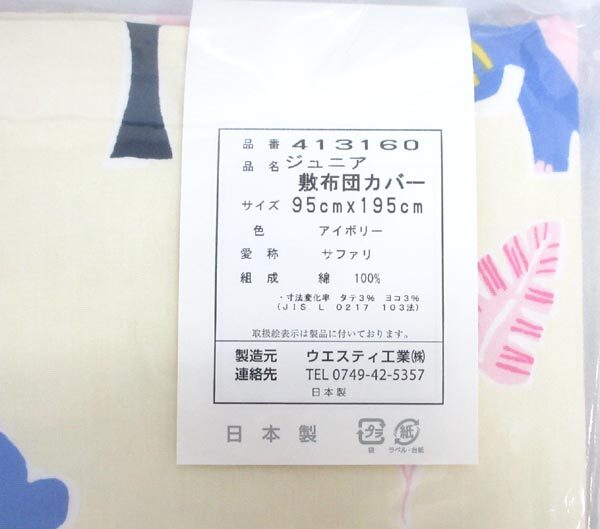 品番 413160
品名 ジュニア
敷布団カバー
サイズ 95cmx195cm
色 アイボリー
愛称 サファリ
組成 綿 100%
・寸法変化率 タテ3% ヨコ3%
(JIS L 0217 103法)
取扱絵表示は製品に付いております。
製造元 ウエスティ工業㈱
連絡先 TEL 0749-42-5357
日本製
日本製
プラ 紙
袋 ラベル・台紙